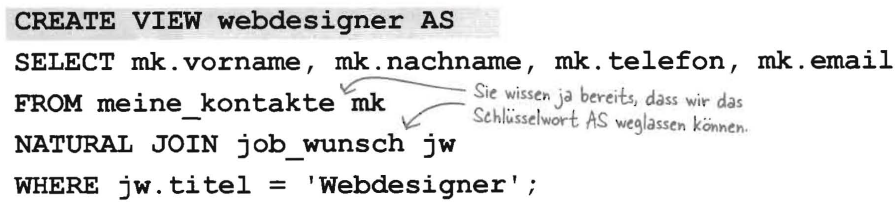 CREATE VIEW webdesigner AS
SELECT mk.vorname, mk.nachname, mk.telefon, mk.email
FROM meine_kontakte mk
Sie wissen ja bereits, dass wir das
Schlüsselwort AS weglassen können.
NATURAL JOIN job_wunsch jw
WHERE jw.titel = 'Webdesigner';